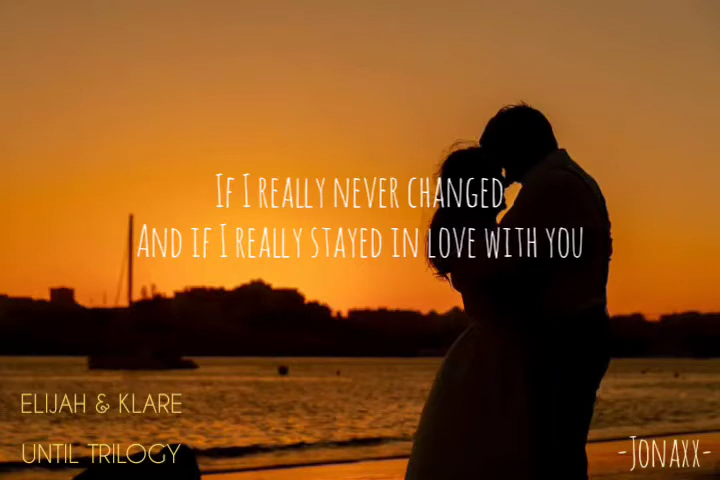 If I really never changed
And if I really stayed in love with you
ELIJAH & KLARE
UNTIL TRILOGY
-Jonaxx-